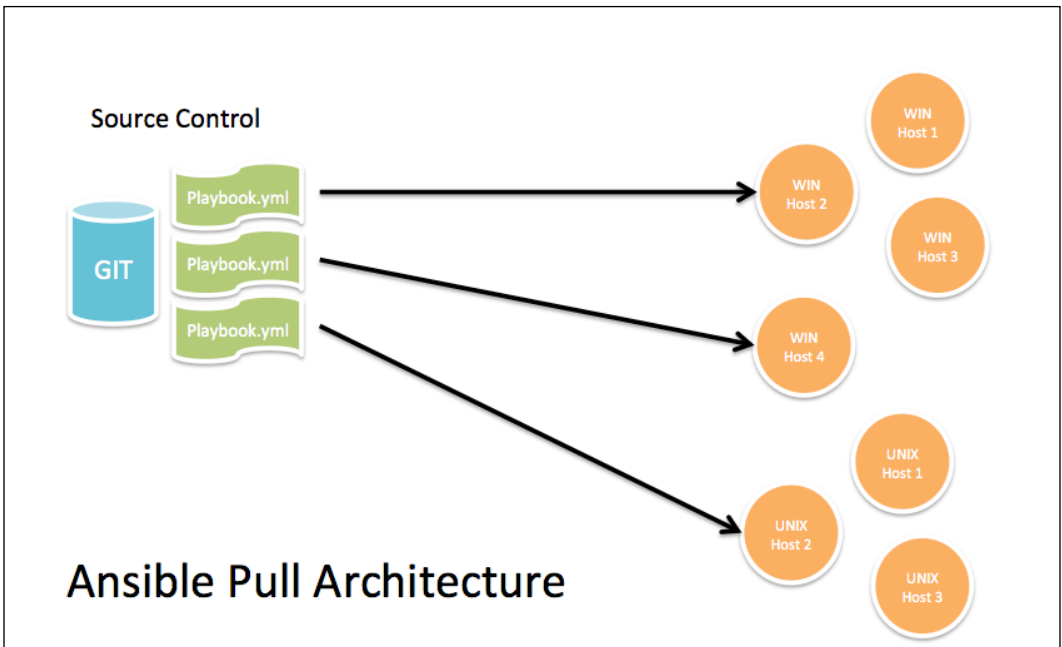 Source Control
GIT
Playbook.yml
Playbook.yml
Playbook.yml
WIN
Host 1
WIN
Host 2
WIN
Host 3
WIN
Host 4
UNIX
Host 1
UNIX
Host 2
UNIX
Host 3
Ansible Pull Architecture